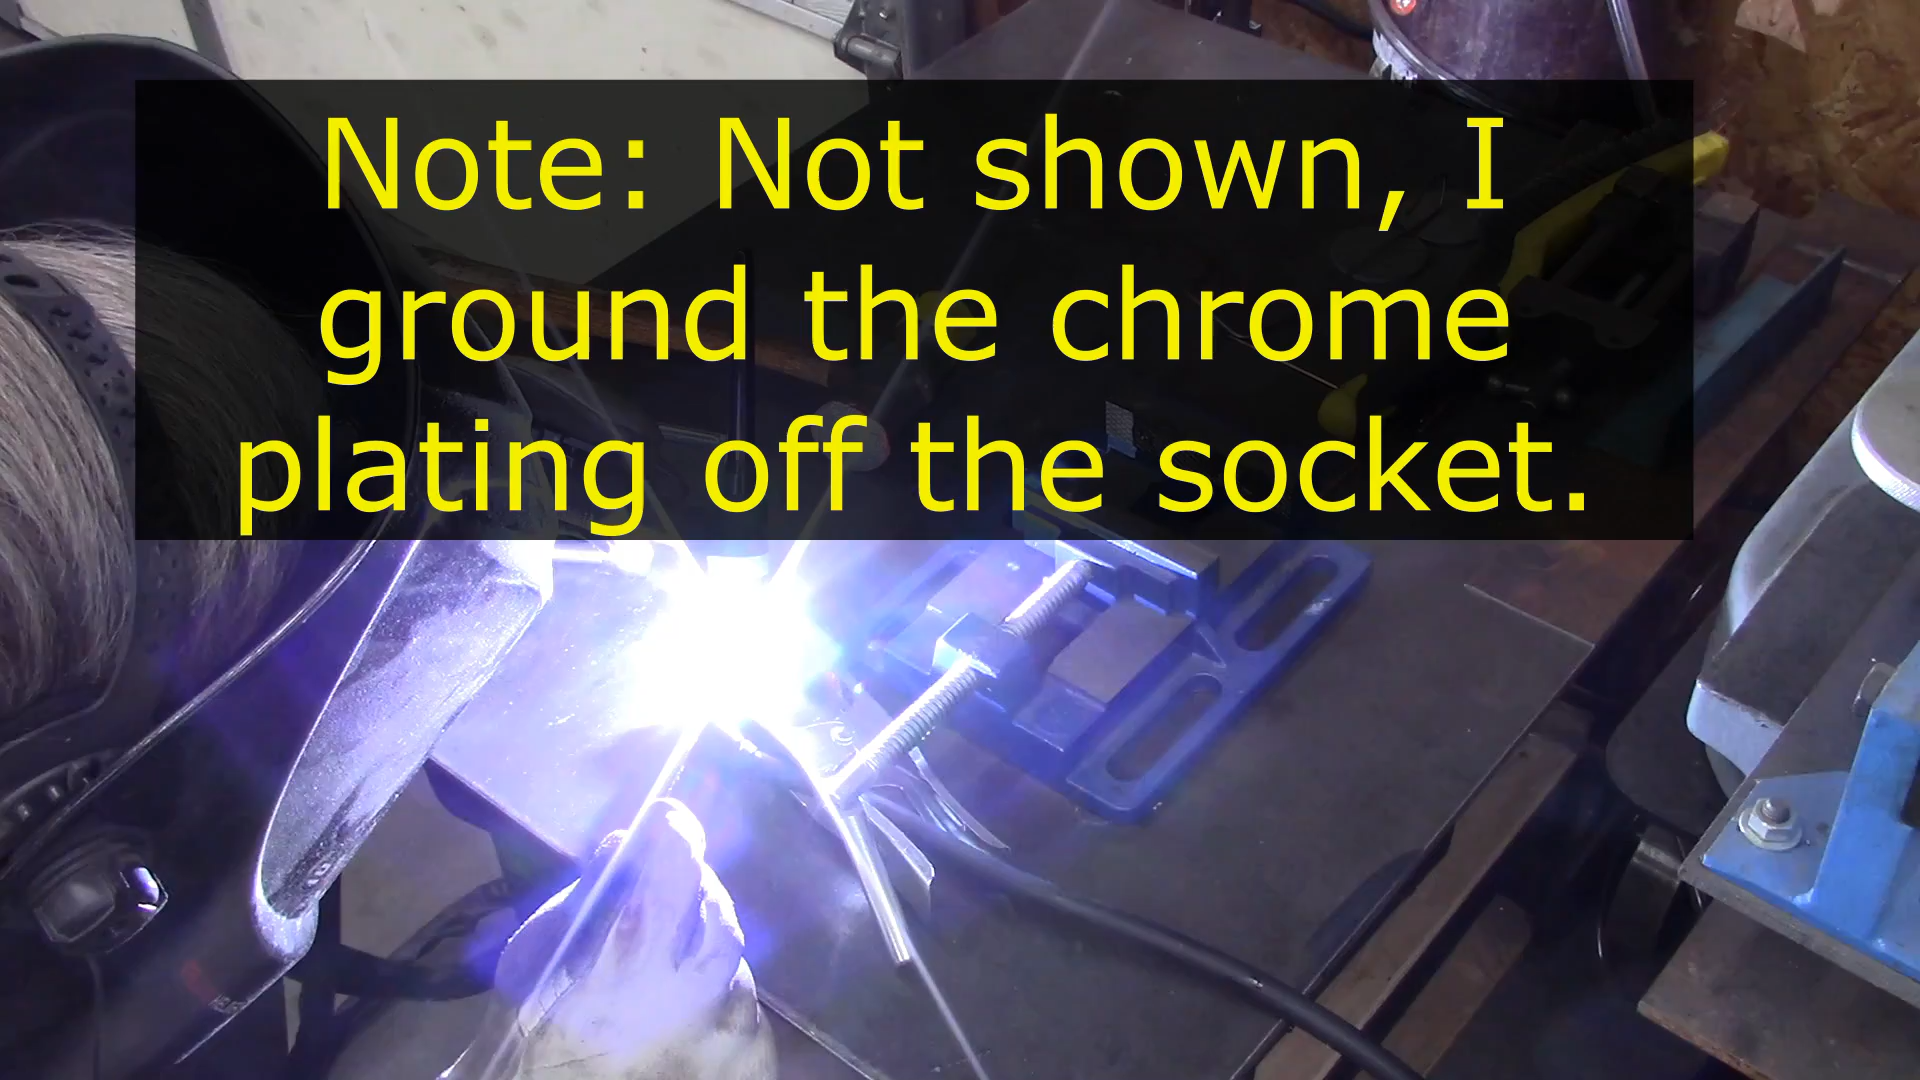 Note: Not shown, I
ground the chrome
plating off the socket.